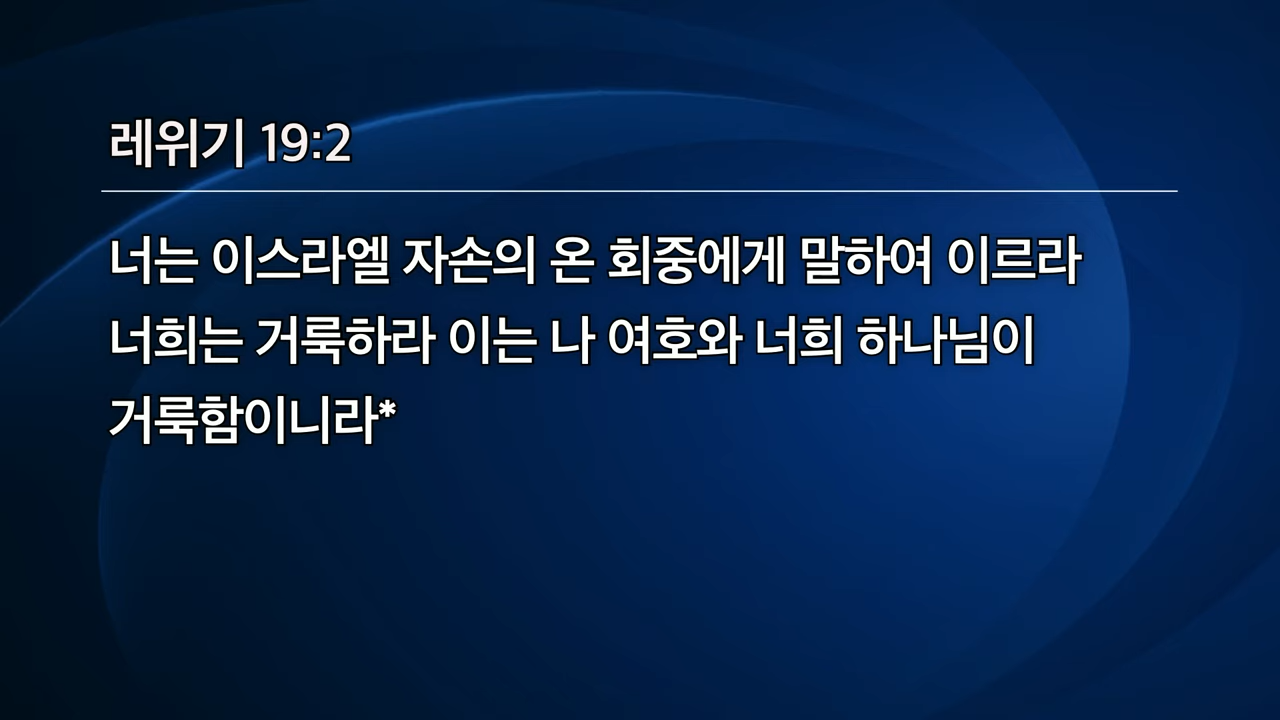 레위기 19:2
너는 이스라엘 자손의 온 회중에게 말하여 이르라
너희는 거룩하라 이는 나 여호와 너희 하나님이
거룩함이니라*